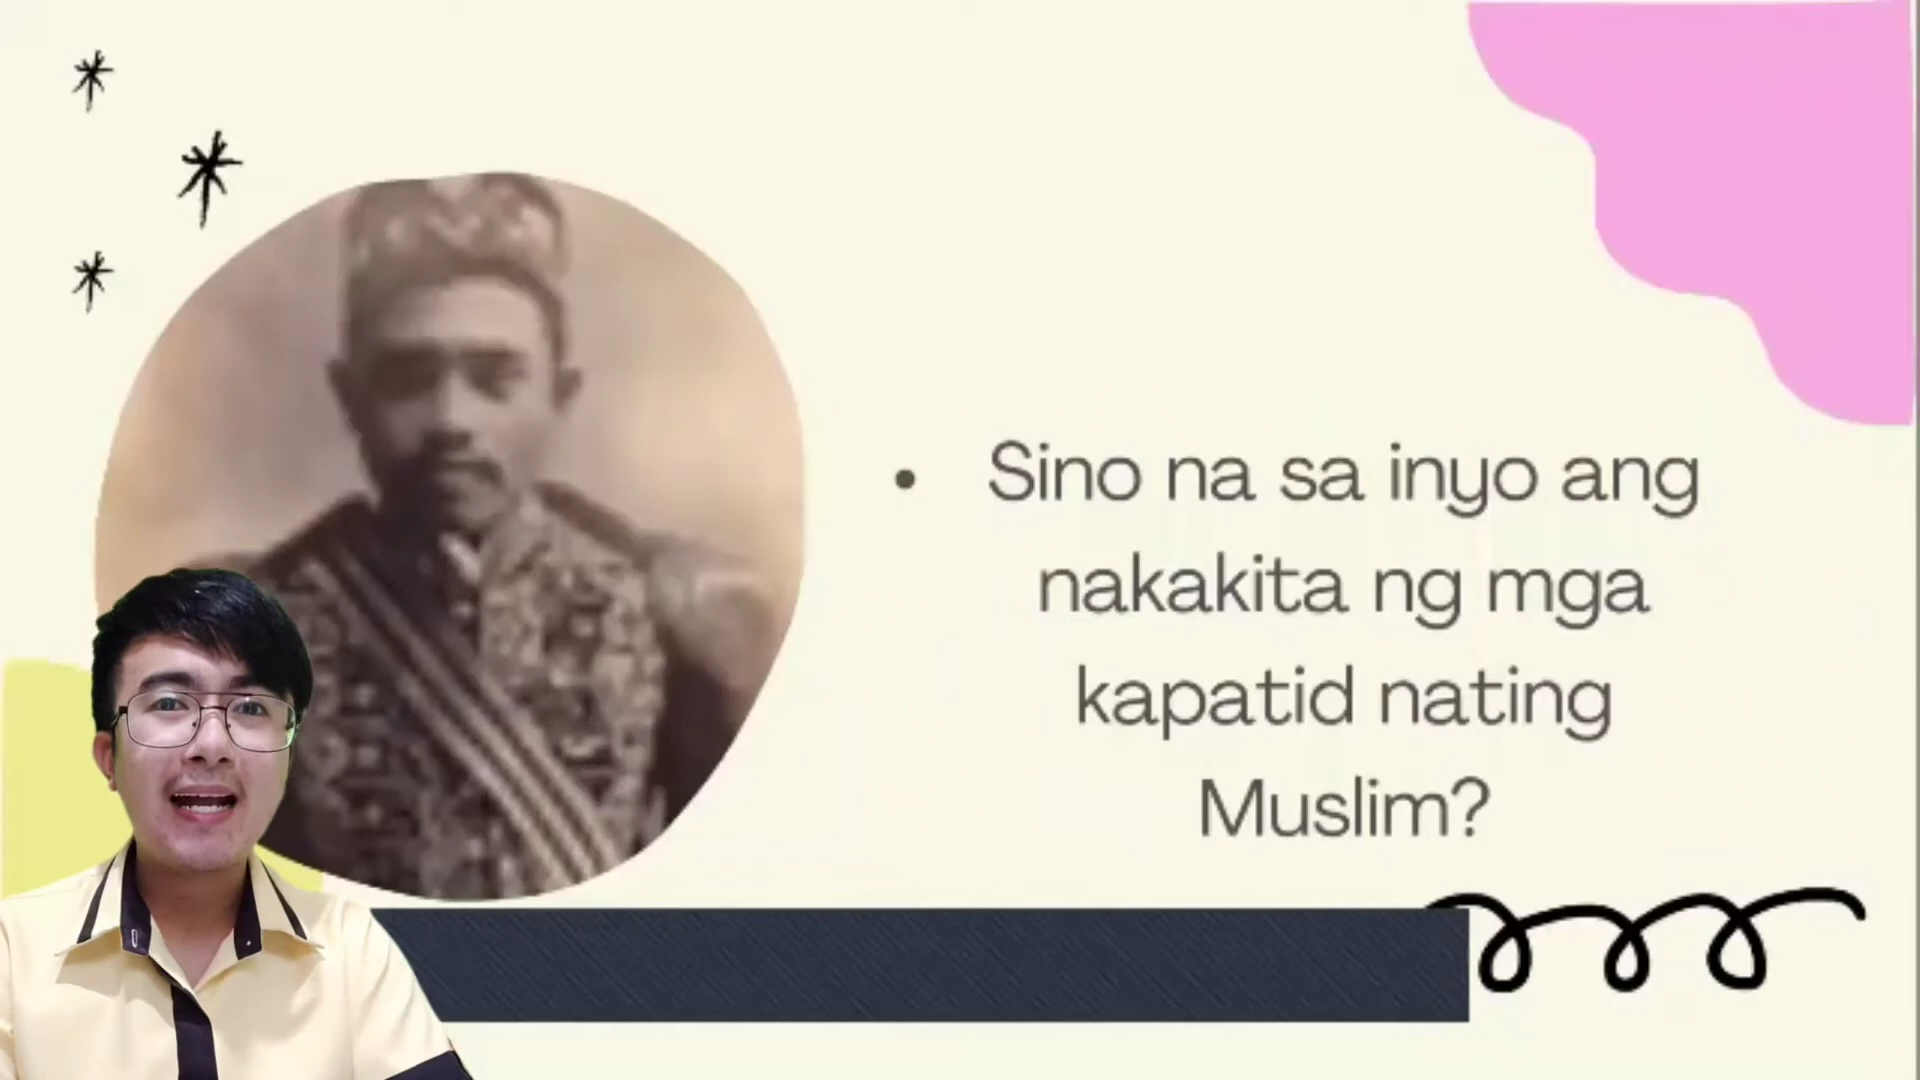 Sino na sa inyo ang
nakakita ng mga
kapatid nating
Muslim?